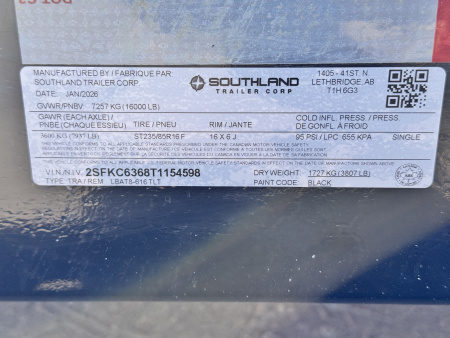 MANUFACTURED BY / FABRIQUÉ PAR:
SOUTHLAND TRAILER CORP
DATE: JAN/2026
SOUTHLAND
TRAILER CORP
1405 - 41ST. N.
LETHBRIDGE, AB
T1H 6G3
GVWR/PNBV 7257 KG (16000 LB)
GAWR (EACH AXLE) / PNBE (CHAQUE ESSIEU) TIRE / PNEU RIM / JANTE COLD INFL. PRESS / PRESS. DE GONFL À FROID
ST235/85R16 F 16 X 6 J 95 PSI / LPC 655 KPA SINGLE
V.I.N./N.I.V. 2SFKC6368T1154598 DRY WEIGHT 1727 KG (3807 LB)
TYPE: TRA / REM LBAT8-616 TLT PAINT CODE: BLACK